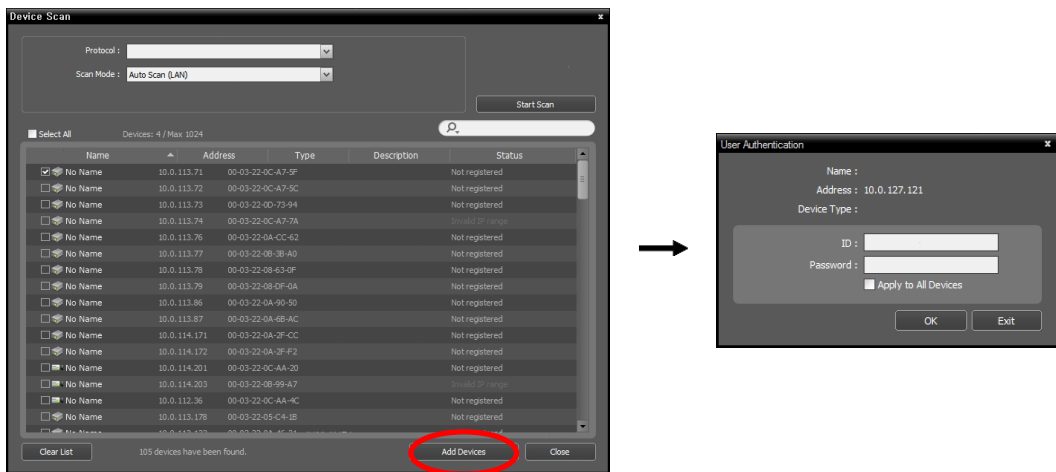 Device Scan x
Protocol :
Scan Mode : Auto Scan (LAN)
Start Scan
Select All Devices: 4 / Max 1024
Name Address Type Description Status
No Name 10.0.113.71 00-03-22-0C-A7-5F Not registered
No Name 10.0.113.72 00-03-22-0C-A7-5C Not registered
No Name 10.0.113.73 00-03-22-0D-73-94 Not registered
No Name 10.0.113.74 00-03-22-0C-A7-7A Invalid IP range
No Name 10.0.113.76 00-03-22-0A-CC-62 Not registered
No Name 10.0.113.77 00-03-22-0B-3B-A0 Not registered
No Name 10.0.113.78 00-03-22-08-63-0F Not registered
No Name 10.0.113.79 00-03-22-08-DF-0A Not registered
No Name 10.0.113.86 00-03-22-0A-90-50 Not registered
No Name 10.0.113.87 00-03-22-0A-6B-AC Not registered
No Name 10.0.114.171 00-03-22-0A-2F-CC Not registered
No Name 10.0.114.172 00-03-22-0A-2F-F2 Not registered
No Name 10.0.114.201 00-03-22-0C-AA-20 Not registered
No Name 10.0.114.203 00-03-22-0B-99-A7 Invalid IP range
No Name 10.0.112.36 00-03-22-0C-AA-4C Not registered
No Name 10.0.113.178 00-03-22-05-C4-1B Not registered
Clear List 105 devices have been found. Add Devices Close
User Authentication x
Name :
Address : 10.0.127.121
Device Type :
ID :
Password :
Apply to All Devices
OK Exit